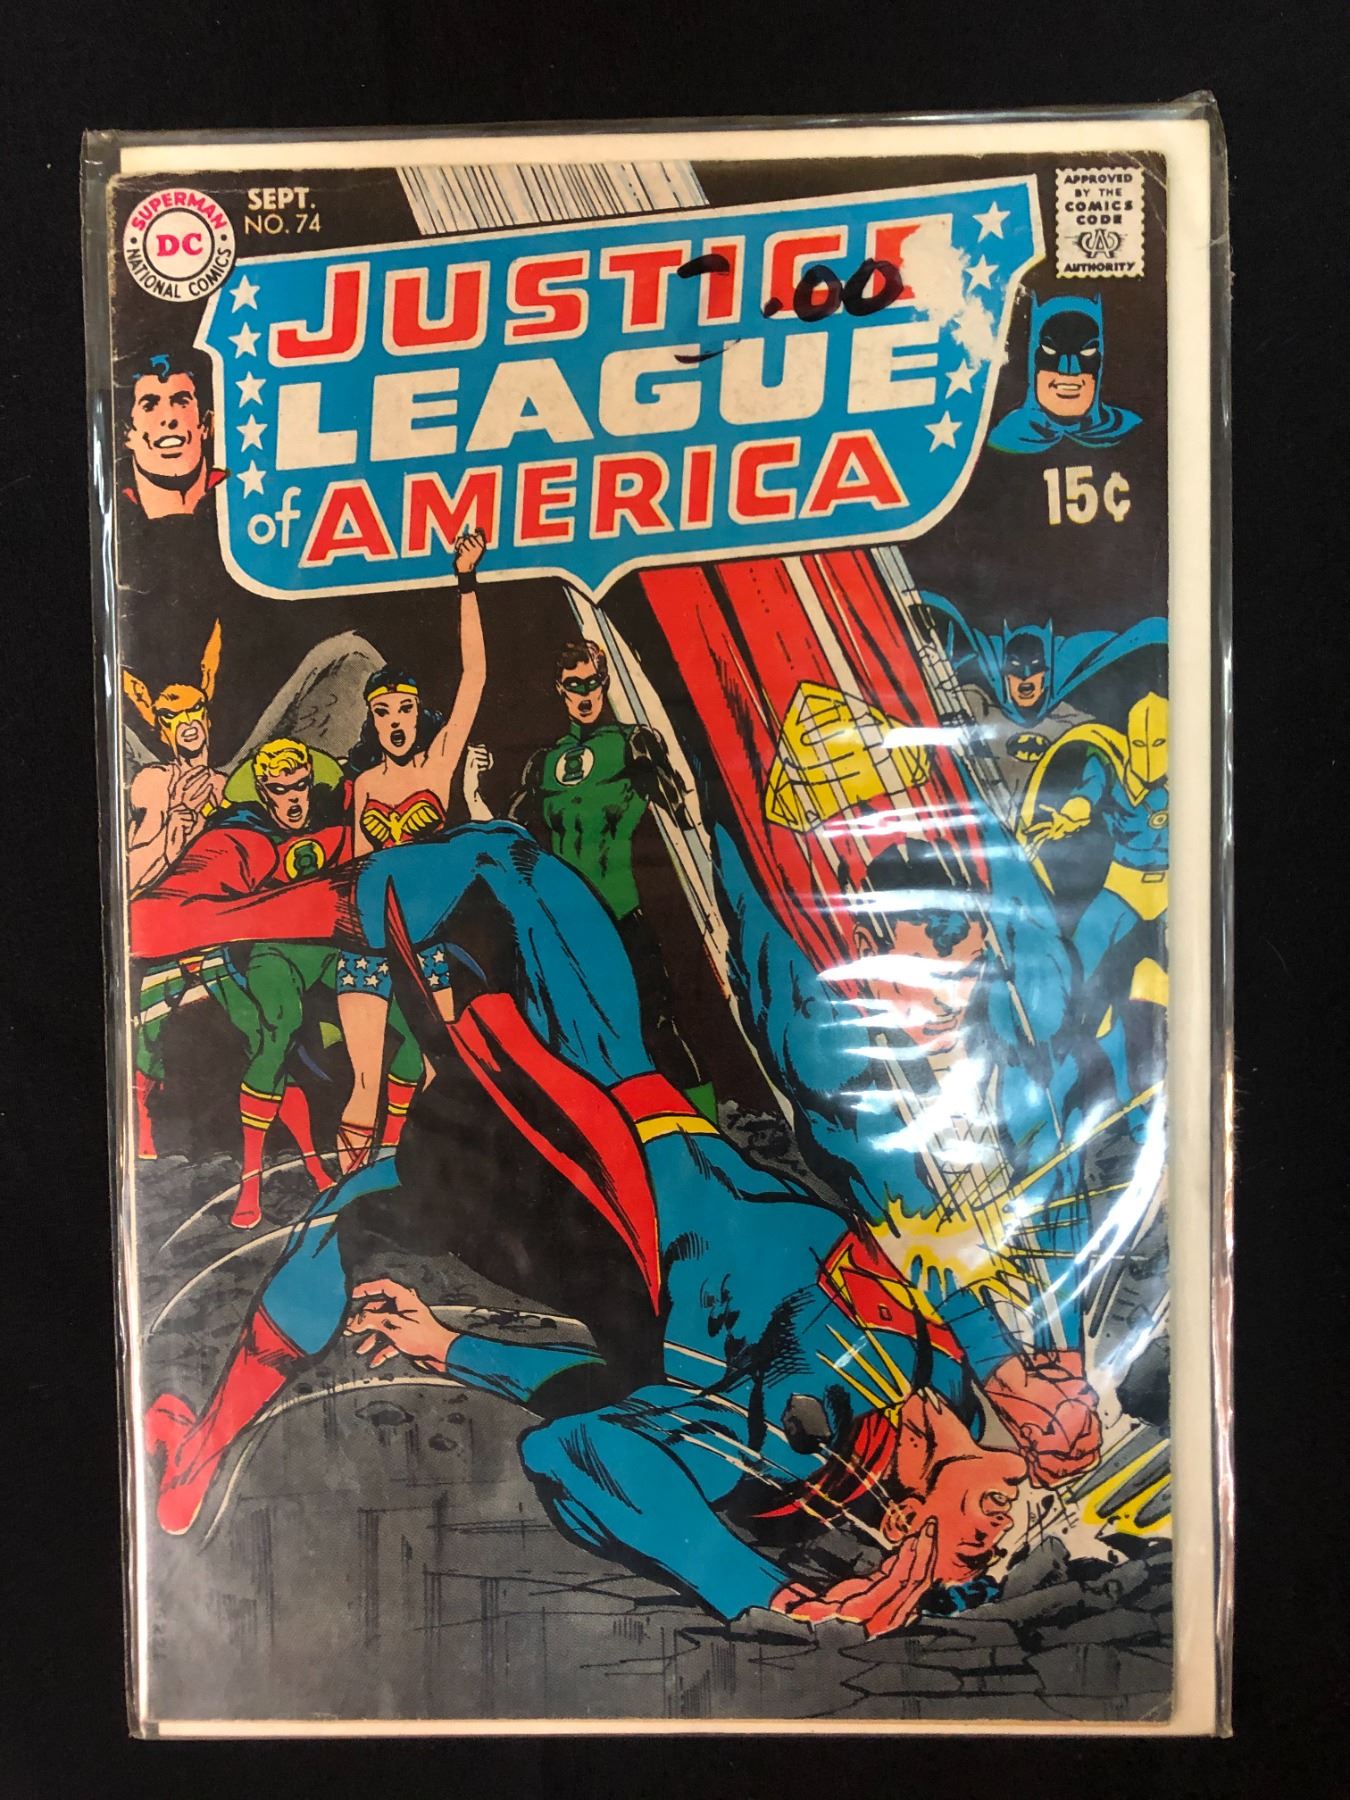 SUPERMAN
DC
NATIONAL COMICS
SEPT.
NO. 74
APPROVED
BY THE
COMICS
CODE
CA
AUTHORITY
JUSTICE
.00
LEAGUE
of AMERICA
15¢